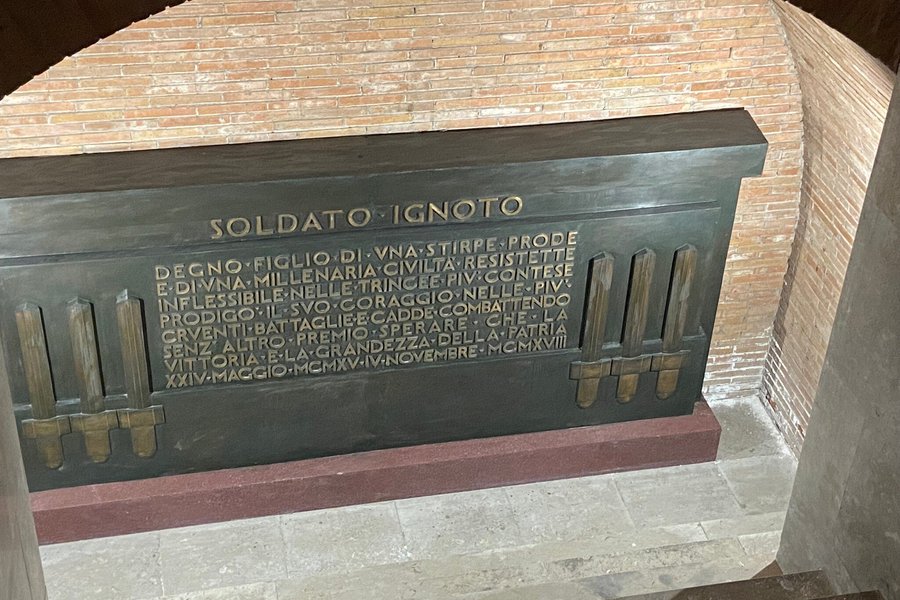 SOLDATO · IGNOTO
DEGNO · FIGLIO · DI · VNA · STIRPE · PRODE
E · DI · VNA · MILLENARIA CIVILTÀ · RESISTETTE
INFLESSIBILE · NELLE · TRINCEE · PIV' · CONTESE
PRODIGÒ · IL · SVO · CORAGGIO · NELLE · PIV'
CRVENTI · BATTAGLIE · E · CADDE · COMBATTENDO
SENZ' ALTRO · PREMIO · SPERARE · CHE · LA
VITTORIA · E · LA · GRANDEZZA · DELLA · PATRIA
XXIV · MAGGIO · MCMXV · IV · NOVEMBRE · MCMXVIII